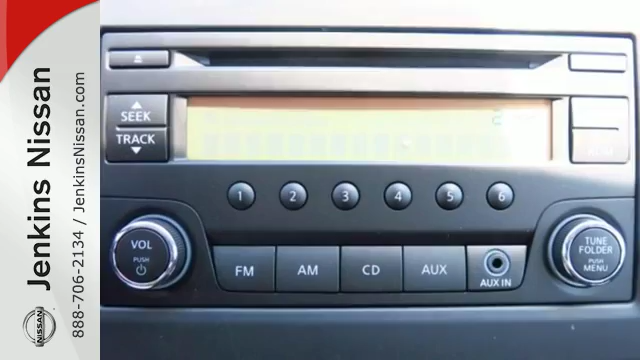 Jenkins Nissan
888-706-2134 / JenkinsNissan.com
NISSAN
SEEK
TRACK
1 2 3 4 5 6
VOL
PUSH
FM AM CD AUX
AUX IN
TUNE
FOLDER
PUSH
MENU